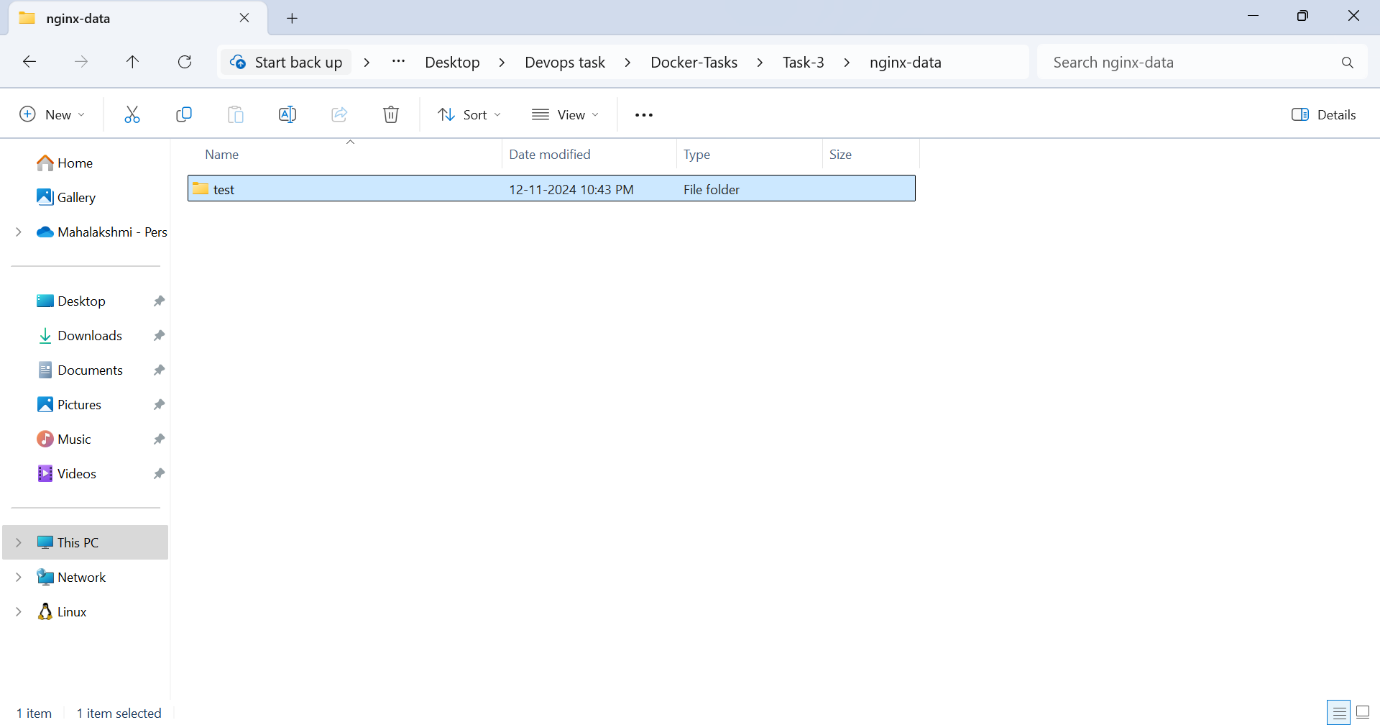 nginx-data
Start back up > ··· Desktop > Devops task > Docker-Tasks > Task-3 > nginx-data
Search nginx-data
New Sort View ··· Details
Name Date modified Type Size
test 12-11-2024 10:43 PM File folder
Home
Gallery
Mahalakshmi - Pers
Desktop
Downloads
Documents
Pictures
Music
Videos
This PC
Network
Linux
1 item 1 item selected